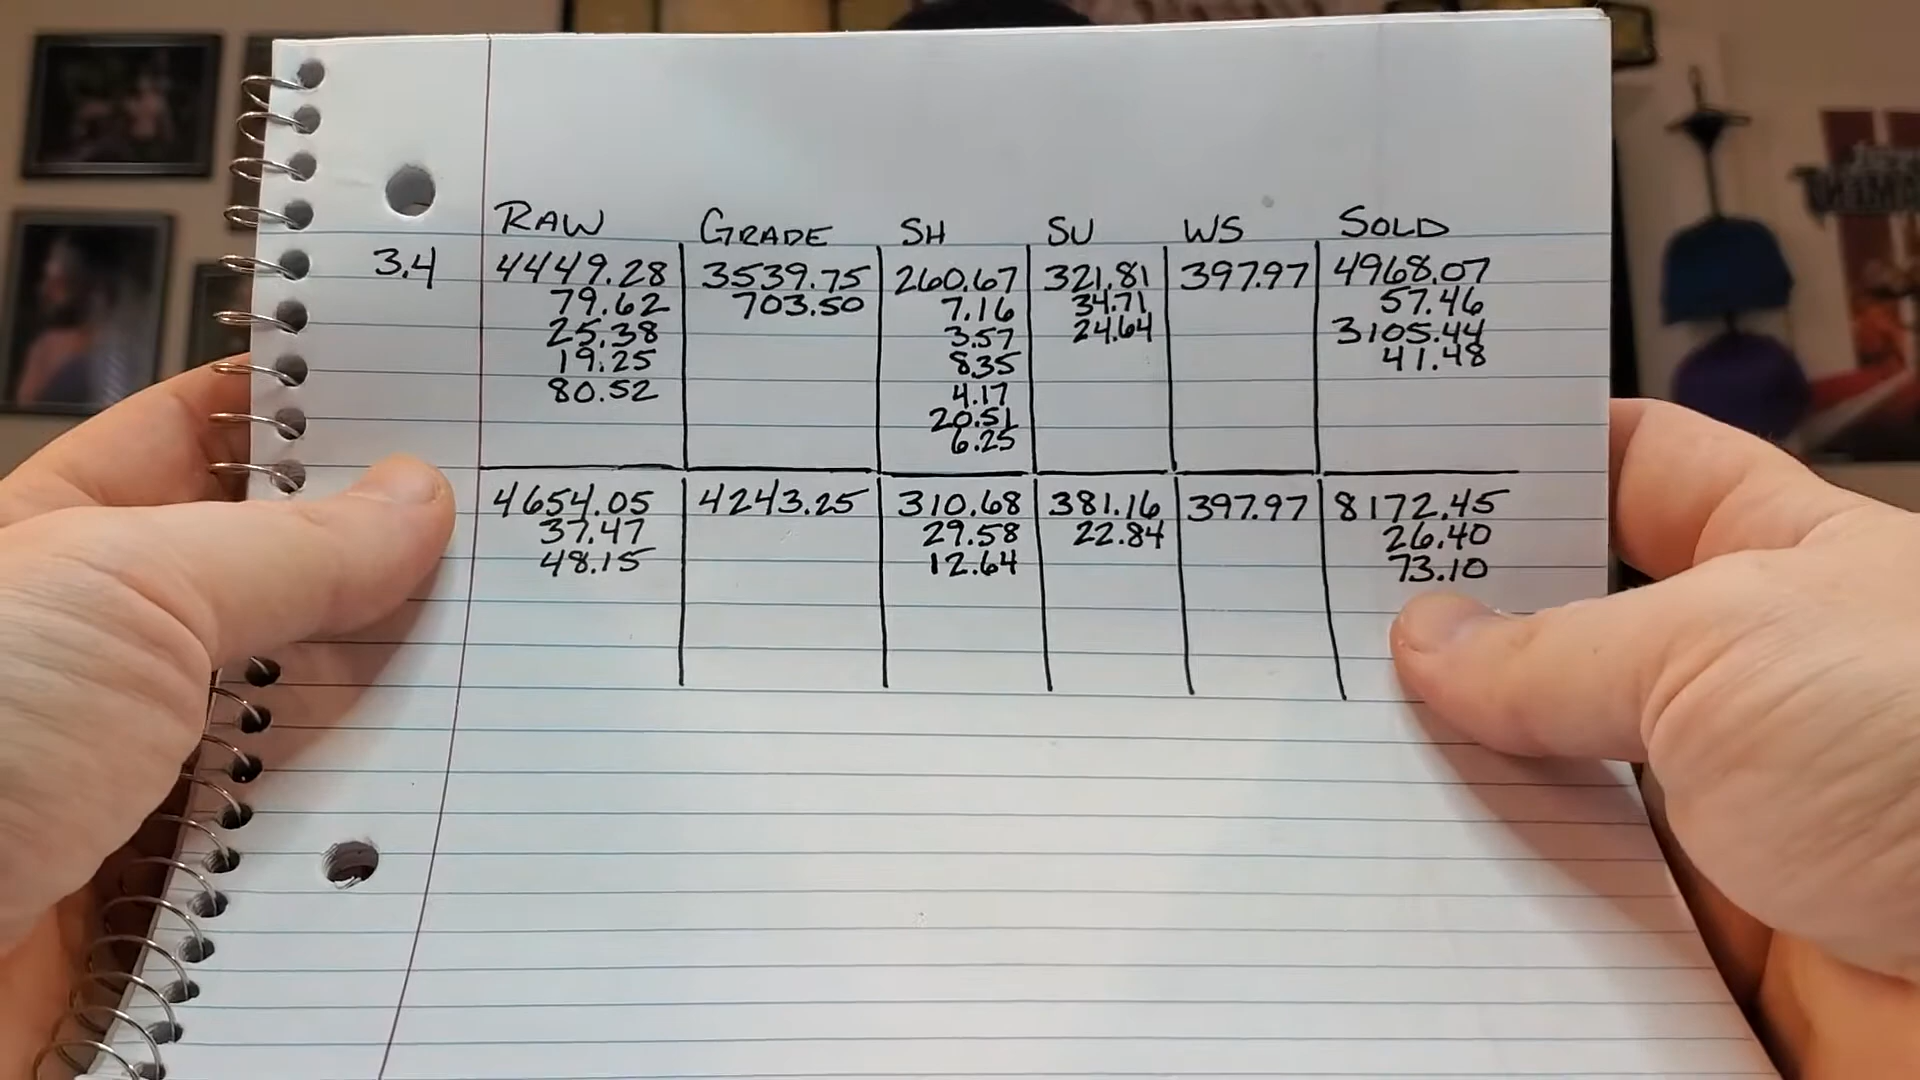 RAW GRADE SH SU WS SOLD
3.4 4449.28 3539.75 260.67 321.81 397.97 4968.07
79.62 703.50 7.16 34.71 57.46
25.38 3.57 24.64 3105.44
19.25 8.35 41.48
80.52 4.17
20.51
6.25
4654.05 4243.25 310.68 381.16 397.97 8172.45
37.47 29.58 22.84 26.40
48.15 12.64 73.10